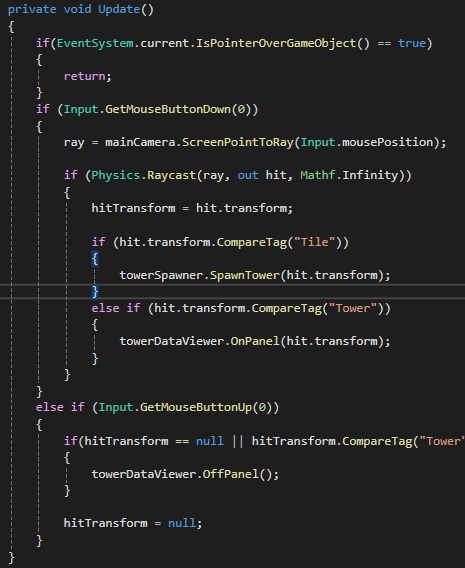 private void Update()
{
    if(EventSystem.current.IsPointerOverGameObject() == true)
    {
        return;
    }
    if (Input.GetMouseButtonDown(0))
    {
        ray = mainCamera.ScreenPointToRay(Input.mousePosition);

        if (Physics.Raycast(ray, out hit, Mathf.Infinity))
        {
            hitTransform = hit.transform;

            if (hit.transform.CompareTag("Tile"))
            {
                towerSpawner.SpawnTower(hit.transform);
            }
            else if (hit.transform.CompareTag("Tower"))
            {
                towerDataViewer.OnPanel(hit.transform);
            }
        }
    }
    else if (Input.GetMouseButtonUp(0))
    {
        if(hitTransform == null || hitTransform.CompareTag("Tower"
        {
            towerDataViewer.OffPanel();
        }

        hitTransform = null;
    }
}